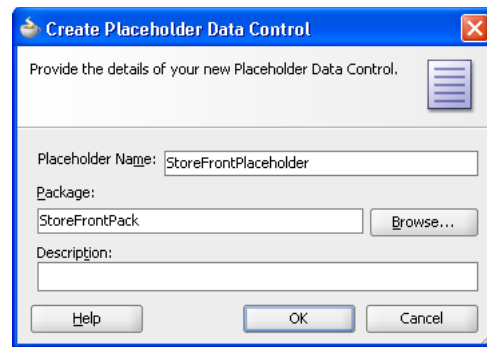 Create Placeholder Data Control
Provide the details of your new Placeholder Data Control.
Placeholder Name: StoreFrontPlaceholder
Package:
StoreFrontPack Browse...
Description:
Help OK Cancel